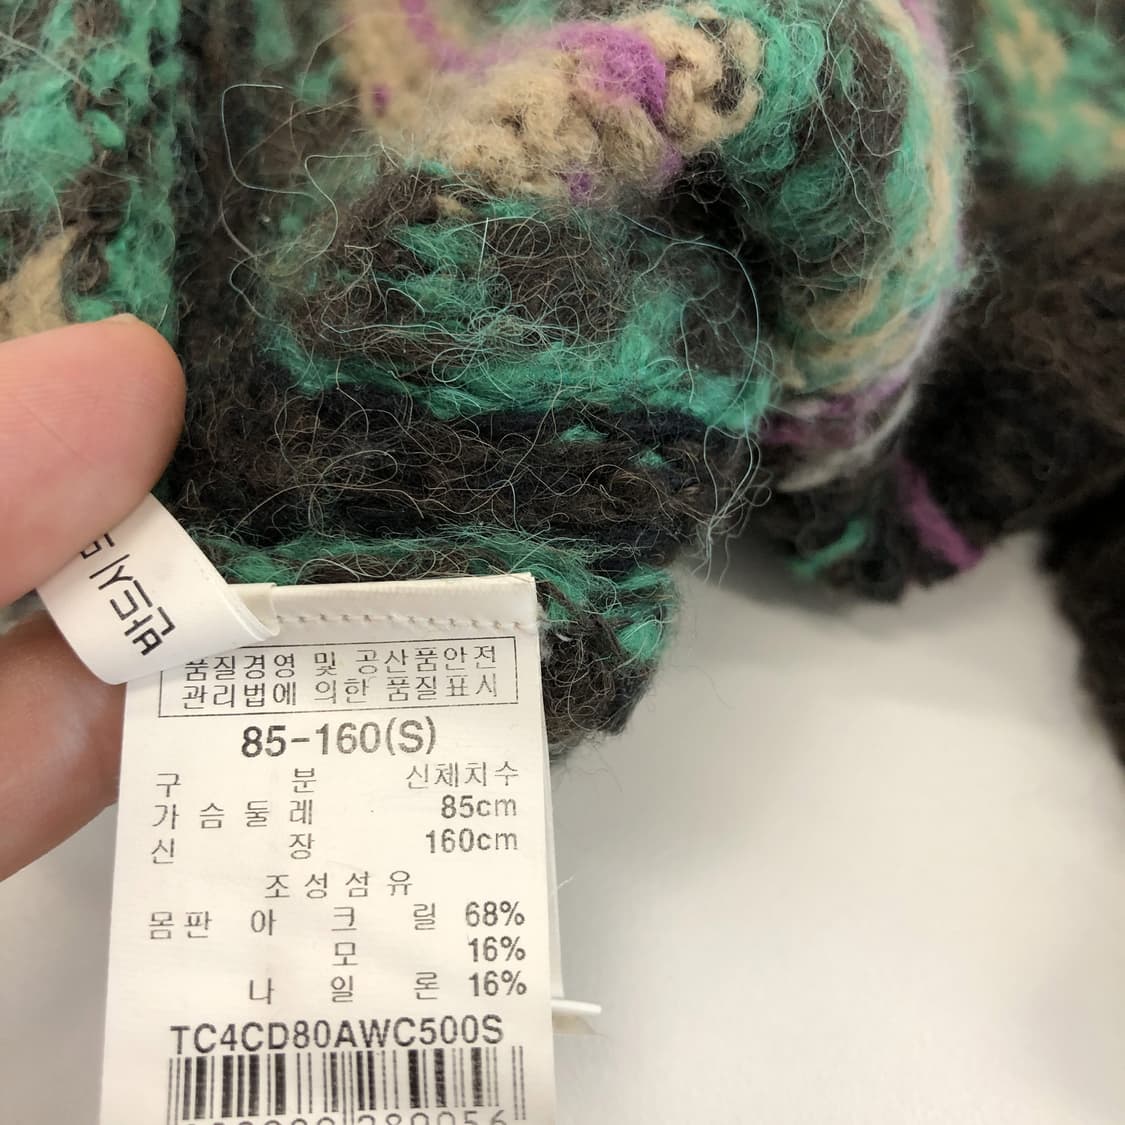 품질경영 및 공산품안전
관리법에 의한 품질표시
85-160(S)
구 분 신체치수
가 슴 둘 레 85cm
신 장 160cm
조 성 섬 유
몸판 아 크 릴 68%
모 16%
나 일 론 16%
TC4CD80AWC500S